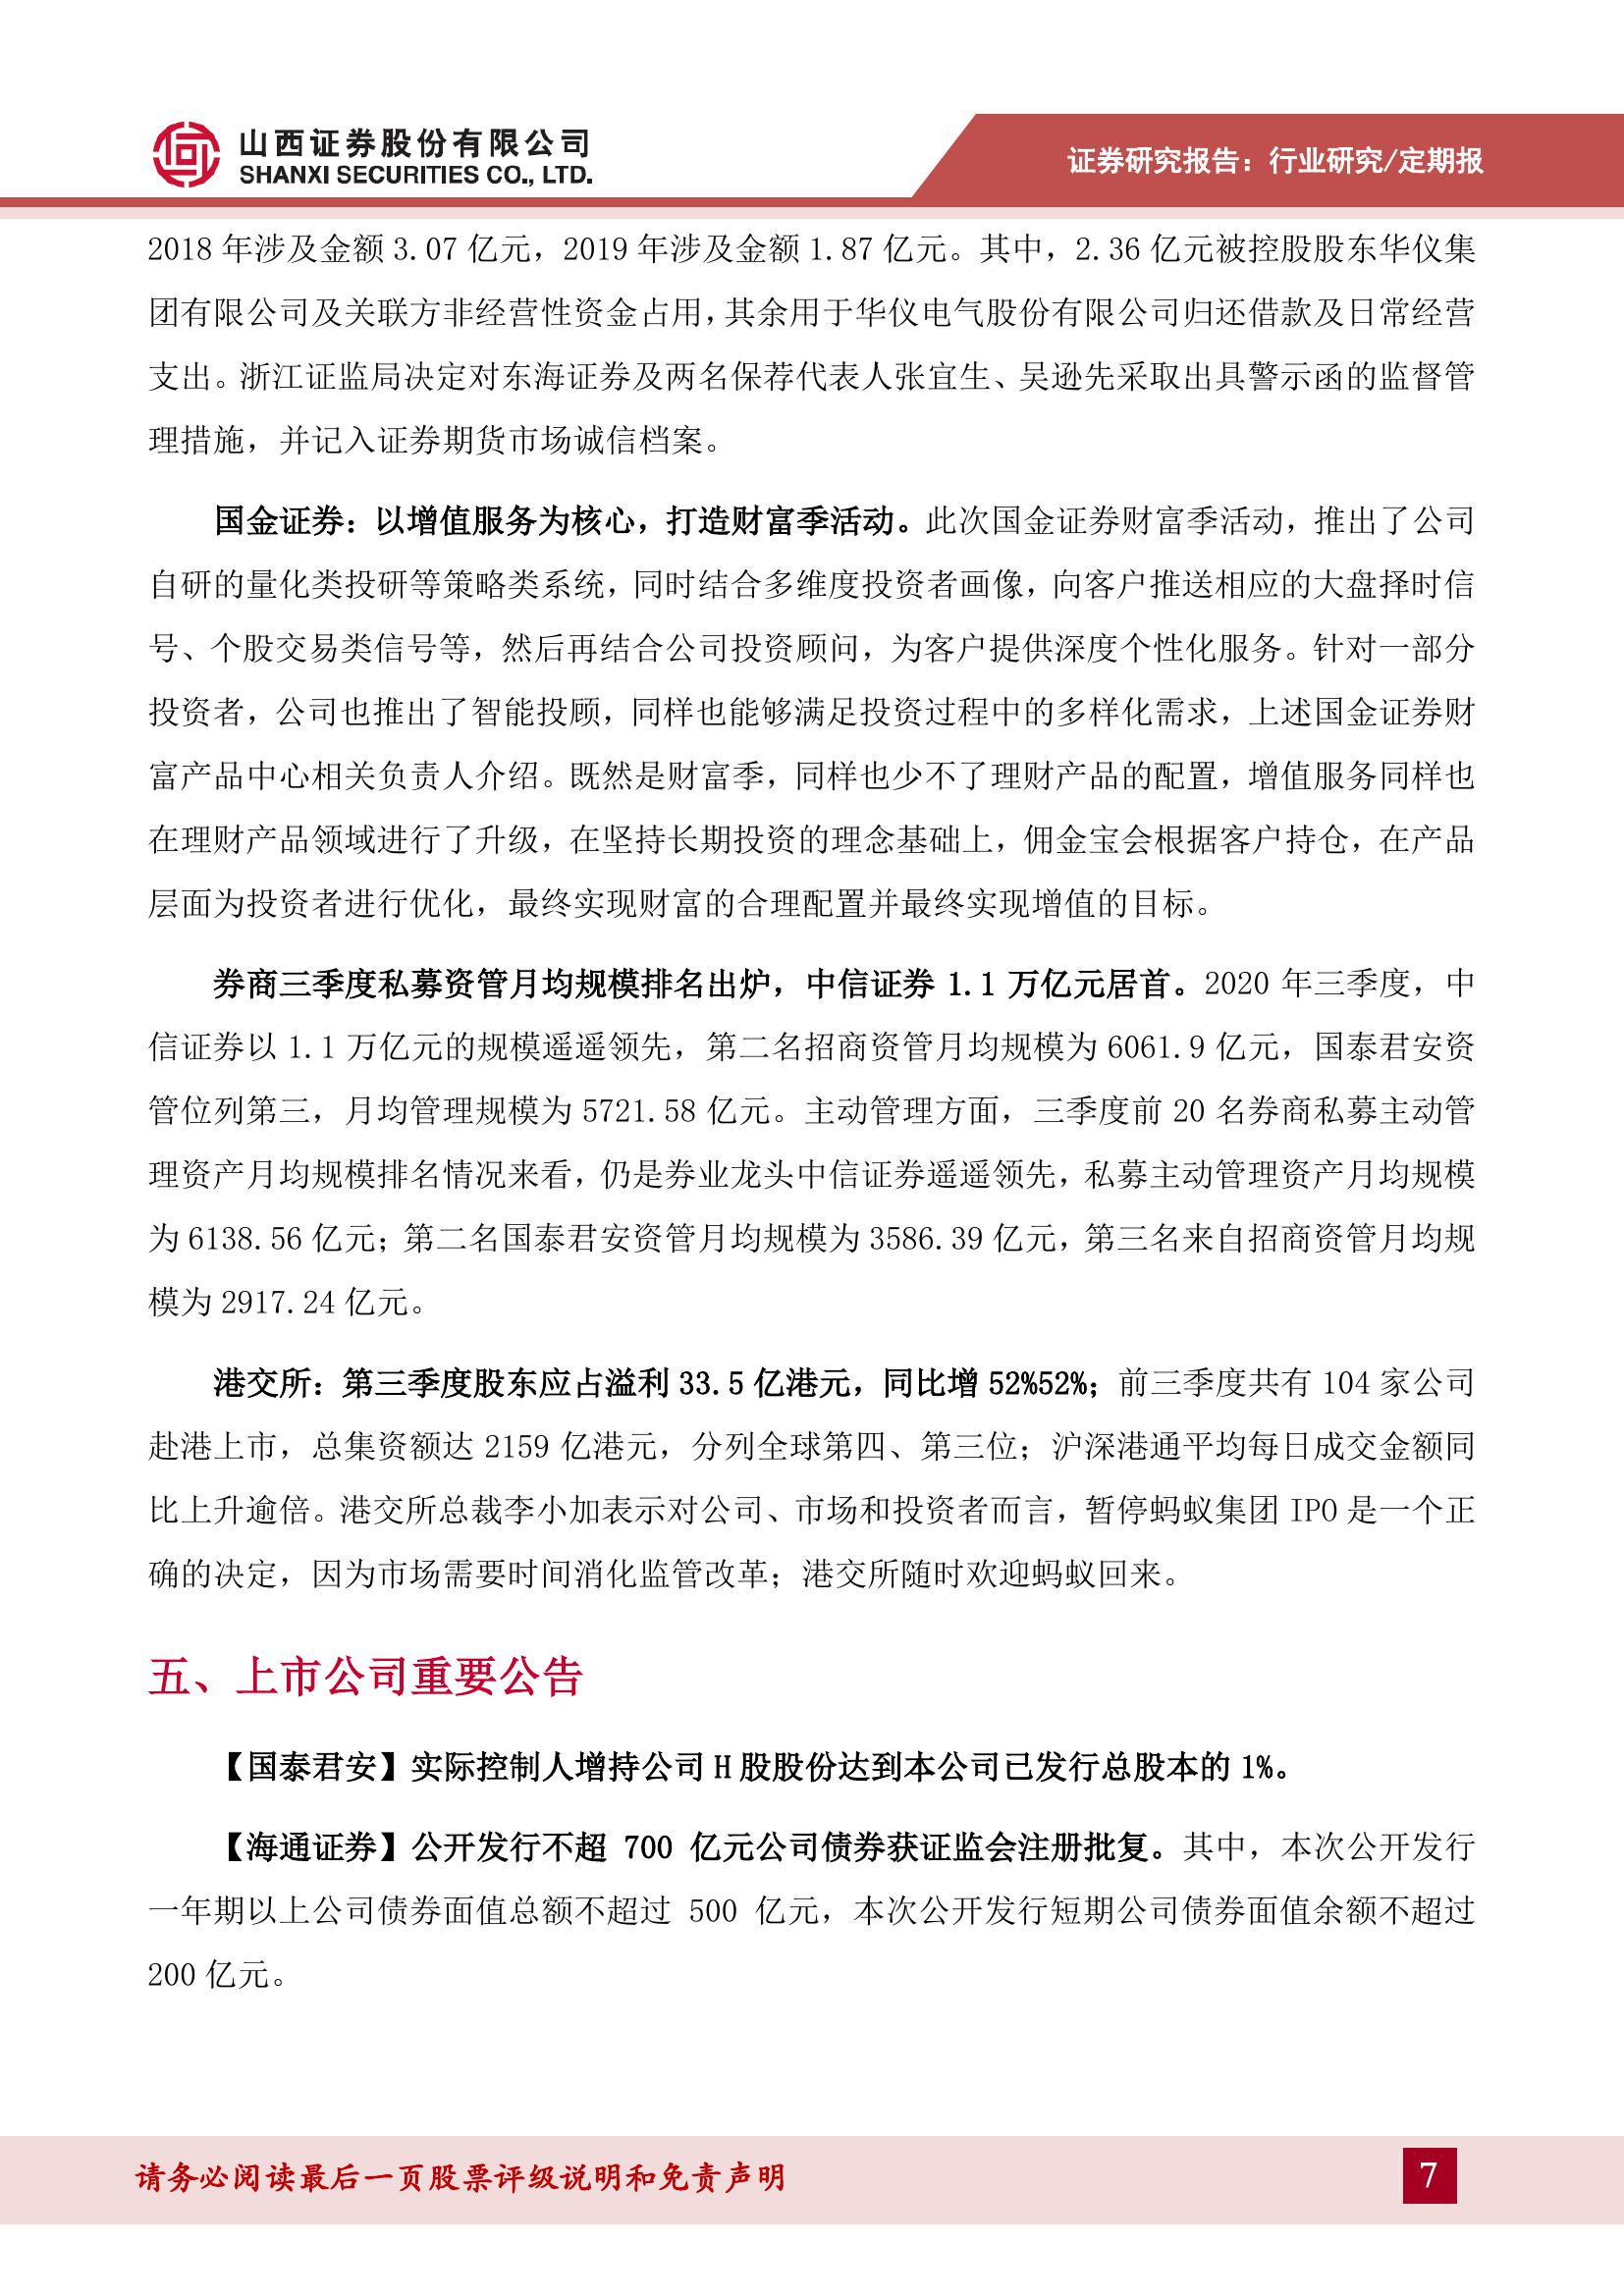 山西证券股份有限公司
SHANXI SECURITIES CO., LTD.
证券研究报告：行业研究/定期报
2018 年涉及金额 3.07 亿元，2019 年涉及金额 1.87 亿元。其中，2.36 亿元被控股股东华仪集
团有限公司及关联方非经营性资金占用，其余用于华仪电气股份有限公司归还借款及日常经营
支出。浙江证监局决定对东海证券及两名保荐代表人张宜生、吴逊先采取出具警示函的监督管
理措施，并记入证券期货市场诚信档案。
国金证券：以增值服务为核心，打造财富季活动。此次国金证券财富季活动，推出了公司
自研的量化类投研等策略类系统，同时结合多维度投资者画像，向客户推送相应的大盘择时信
号、个股交易类信号等，然后再结合公司投资顾问，为客户提供深度个性化服务。针对一部分
投资者，公司也推出了智能投顾，同样也能够满足投资过程中的多样化需求，上述国金证券财
富产品中心相关负责人介绍。既然是财富季，同样也少不了理财产品的配置，增值服务同样也
在理财产品领域进行了升级，在坚持长期投资的理念基础上，佣金宝会根据客户持仓，在产品
层面为投资者进行优化，最终实现财富的合理配置并最终实现增值的目标。
券商三季度私募资管月均规模排名出炉，中信证券 1.1 万亿元居首。2020 年三季度，中
信证券以 1.1 万亿元的规模遥遥领先，第二名招商资管月均规模为 6061.9 亿元，国泰君安资
管位列第三，月均管理规模为 5721.58 亿元。主动管理方面，三季度前 20 名券商私募主动管
理资产月均规模排名情况来看，仍是券业龙头中信证券遥遥领先，私募主动管理资产月均规模
为 6138.56 亿元；第二名国泰君安资管月均规模为 3586.39 亿元，第三名来自招商资管月均规
模为 2917.24 亿元。
港交所：第三季度股东应占溢利 33.5 亿港元，同比增 52%52%；前三季度共有 104 家公司
赴港上市，总集资额达 2159 亿港元，分列全球第四、第三位；沪深港通平均每日成交金额同
比上升逾倍。港交所总裁李小加表示对公司、市场和投资者而言，暂停蚂蚁集团 IPO 是一个正
确的决定，因为市场需要时间消化监管改革；港交所随时欢迎蚂蚁回来。
五、上市公司重要公告
【国泰君安】实际控制人增持公司 H 股股份达到本公司已发行总股本的 1%。
【海通证券】公开发行不超 700 亿元公司债券获证监会注册批复。其中，本次公开发行
一年期以上公司债券面值总额不超过 500 亿元，本次公开发行短期公司债券面值余额不超过
200 亿元。
请务必阅读最后一页股票评级说明和免责声明
7